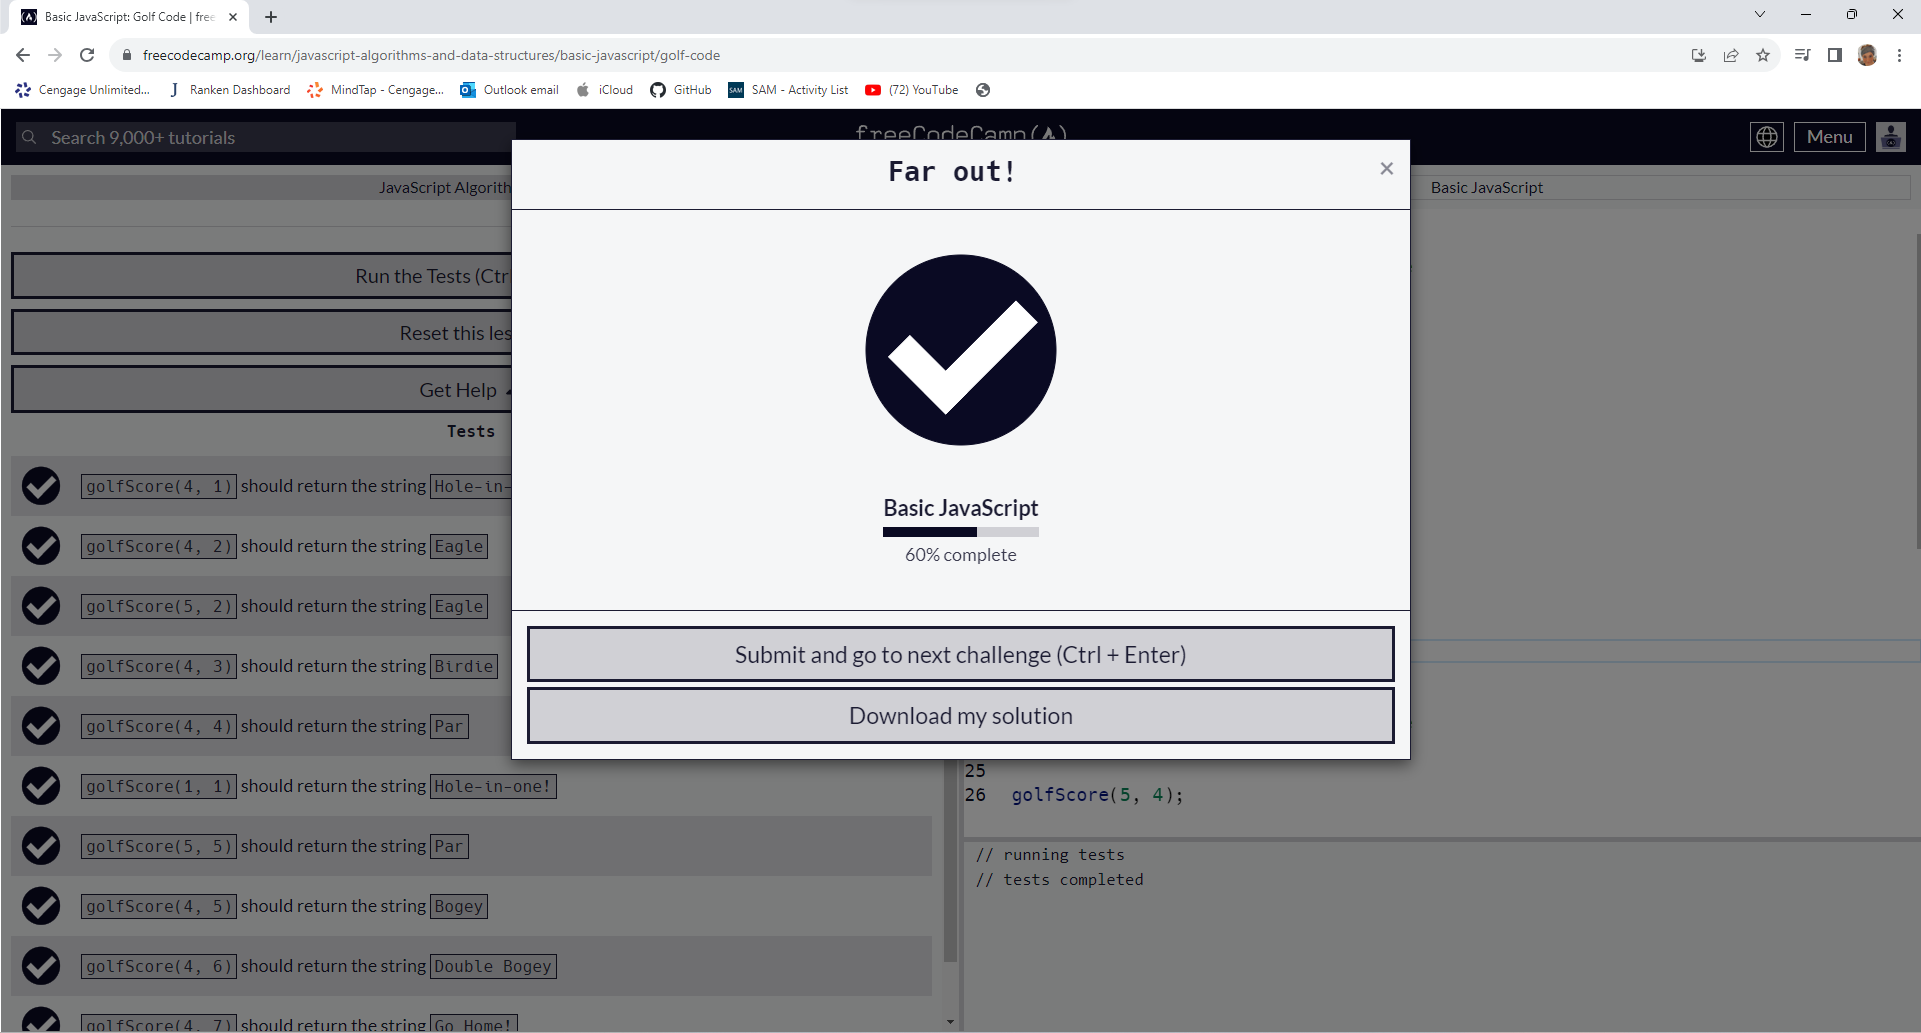 Basic JavaScript: Golf Code | free
freecodecamp.org/learn/javascript-algorithms-and-data-structures/basic-javascript/golf-code
Cengage Unlimited... Ranken Dashboard MindTap - Cengage... Outlook email iCloud GitHub SAM SAM - Activity List (72) YouTube
Search 9,000+ tutorials
freeCodeCamp
Menu
JavaScript Algorith
Basic JavaScript
Far out!
×
Run the Tests (Ctr
Reset this les
Get Help
Basic JavaScript
60% complete
Submit and go to next challenge (Ctrl + Enter)
Download my solution
Tests
golfScore(4, 1) should return the string Hole-in-
golfScore(4, 2) should return the string Eagle
golfScore(5, 2) should return the string Eagle
golfScore(4, 3) should return the string Birdie
golfScore(4, 4) should return the string Par
golfScore(1, 1) should return the string Hole-in-one!
golfScore(5, 5) should return the string Par
golfScore(4, 5) should return the string Bogey
golfScore(4, 6) should return the string Double Bogey
golfScore(4, 7) should return the string Go Home!
25
26 golfScore(5, 4);
// running tests
// tests completed